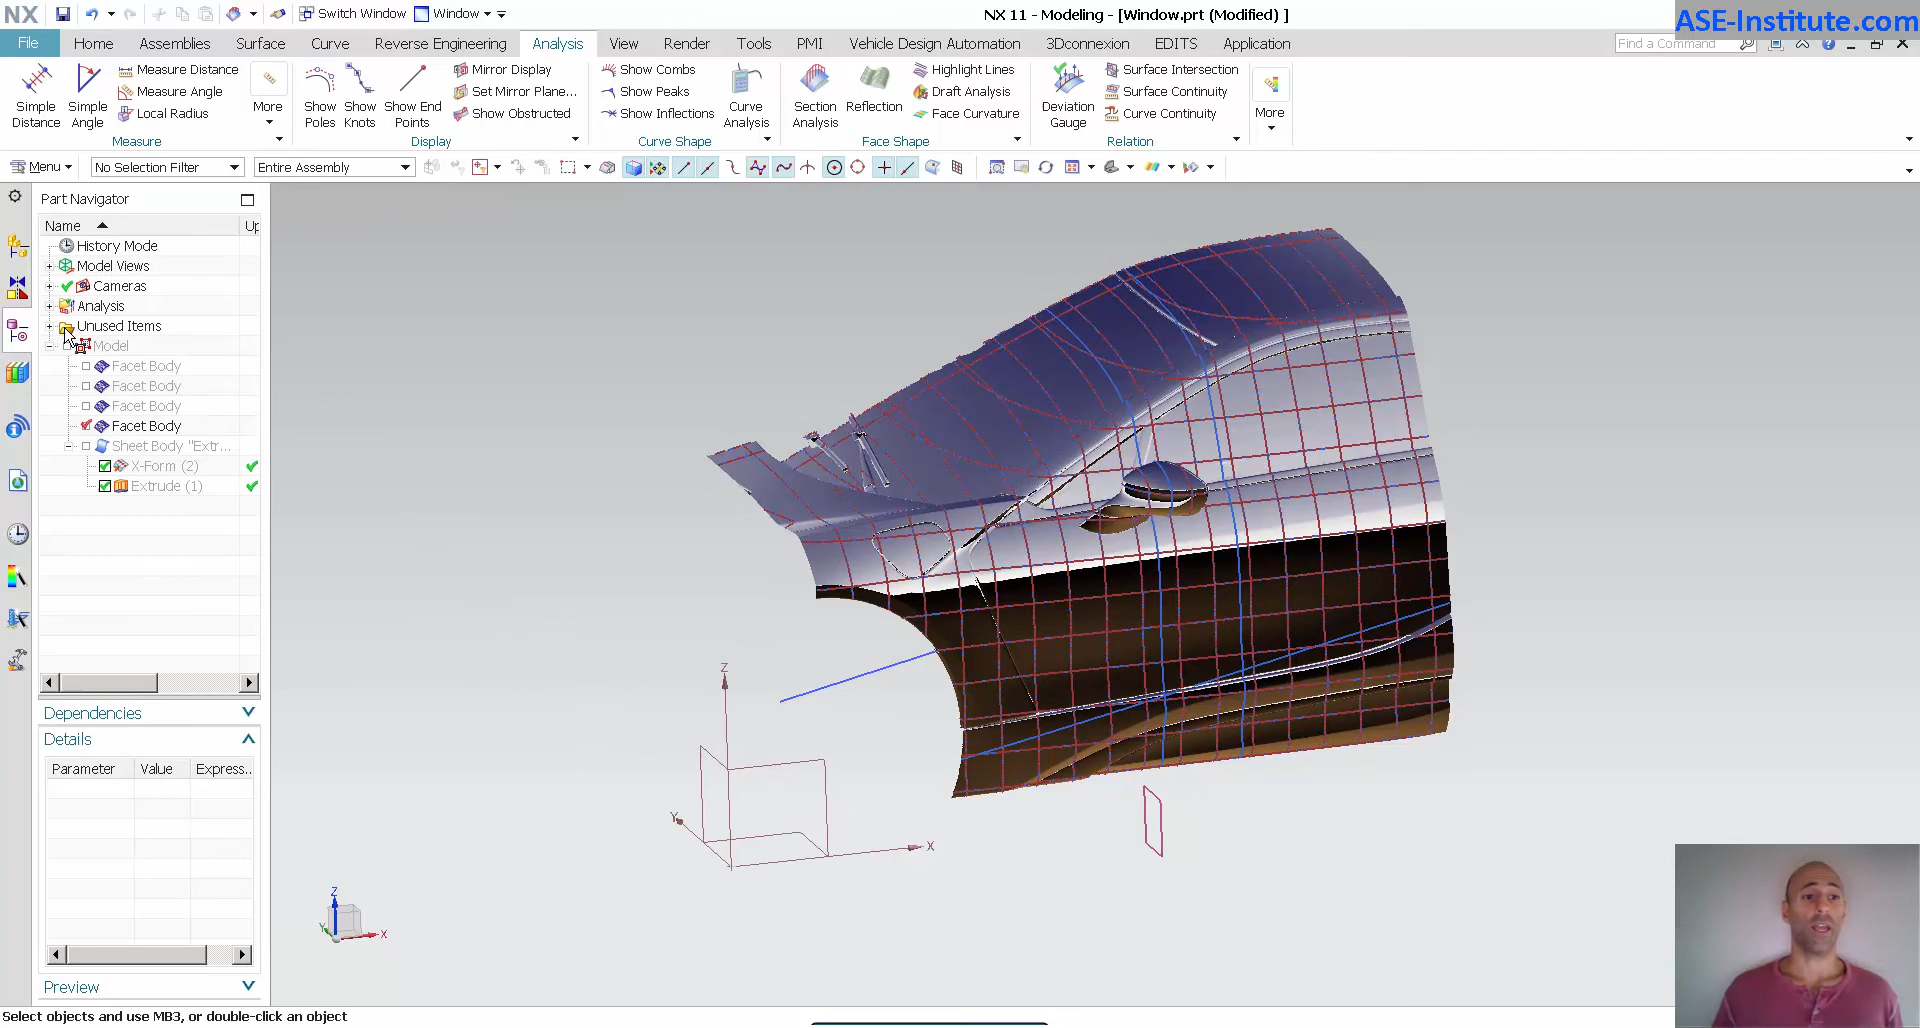 NX Switch Window Window NX 11 - Modeling - [Window.prt (Modified) ] ASE-Institute.com
File Home Assemblies Surface Curve Reverse Engineering Analysis View Render Tools PMI Vehicle Design Automation 3Dconnexion EDITS Application Find a Command
Measure Distance Mirror Display Show Combs Highlight Lines Surface Intersection
Measure Angle Set Mirror Plane... Show Peaks Draft Analysis Surface Continuity
Simple Distance Simple Angle Local Radius More Show Poles Show Knots Show End Points Show Obstructed Show Inflections Curve Analysis Section Analysis Reflection Face Curvature Deviation Gauge Curve Continuity More
Measure Display Curve Shape Face Shape Relation
Menu No Selection Filter Entire Assembly
Part Navigator
Name Up
History Mode
Model Views
Cameras
Analysis
Unused Items
Model
Facet Body
Facet Body
Facet Body
Facet Body
Sheet Body "Extr...
X-Form (2)
Extrude (1)
Dependencies
Details
Parameter Value Express..
Preview
Z
Y
X
Z
Y
X
Select objects and use MB3, or double-click an object